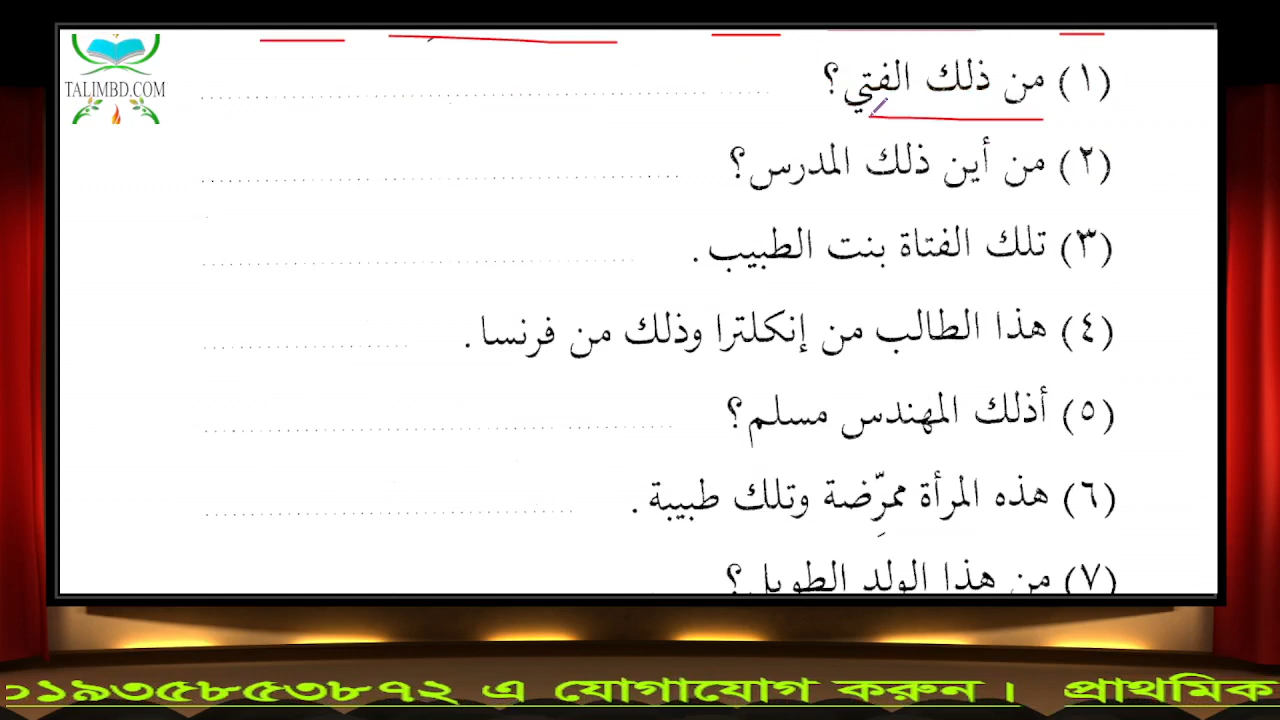 TALIMBD.COM
(١) من ذلك الفتي؟
(٢) من أين ذلك المدرس؟
(٣) تلك الفتاة بنت الطبيب .
(٤) هذا الطالب من إنكلترا وذلك من فرنسا .
(٥) أذلك المهندس مسلم؟
(٦) هذه المرأة ممرِّضة وتلك طبيبة .
(٧) من هذا الولد الطويل؟
০১৯৩৫৮৫৩৮৭২ এ যোগাযোগ করুন । প্রাথমিক